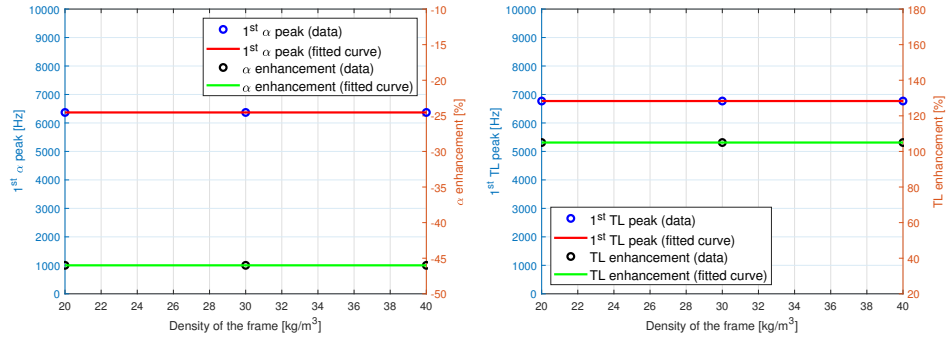 10000
9000
8000
7000
6000
5000
4000
3000
2000
1000
0
1st α peak [Hz]
20 22 24 26 28 30 32 34 36 38 40
Density of the frame [kg/m3]
-10
-15
-20
-25
-30
-35
-40
-45
-50
α enhancement [%]
1st α peak (data)
1st α peak (fitted curve)
α enhancement (data)
α enhancement (fitted curve)
10000
9000
8000
7000
6000
5000
4000
3000
2000
1000
0
1st TL peak [Hz]
20 22 24 26 28 30 32 34 36 38 40
Density of the frame [kg/m3]
180
160
140
120
100
80
60
40
20
TL enhancement [%]
1st TL peak (data)
1st TL peak (fitted curve)
TL enhancement (data)
TL enhancement (fitted curve)